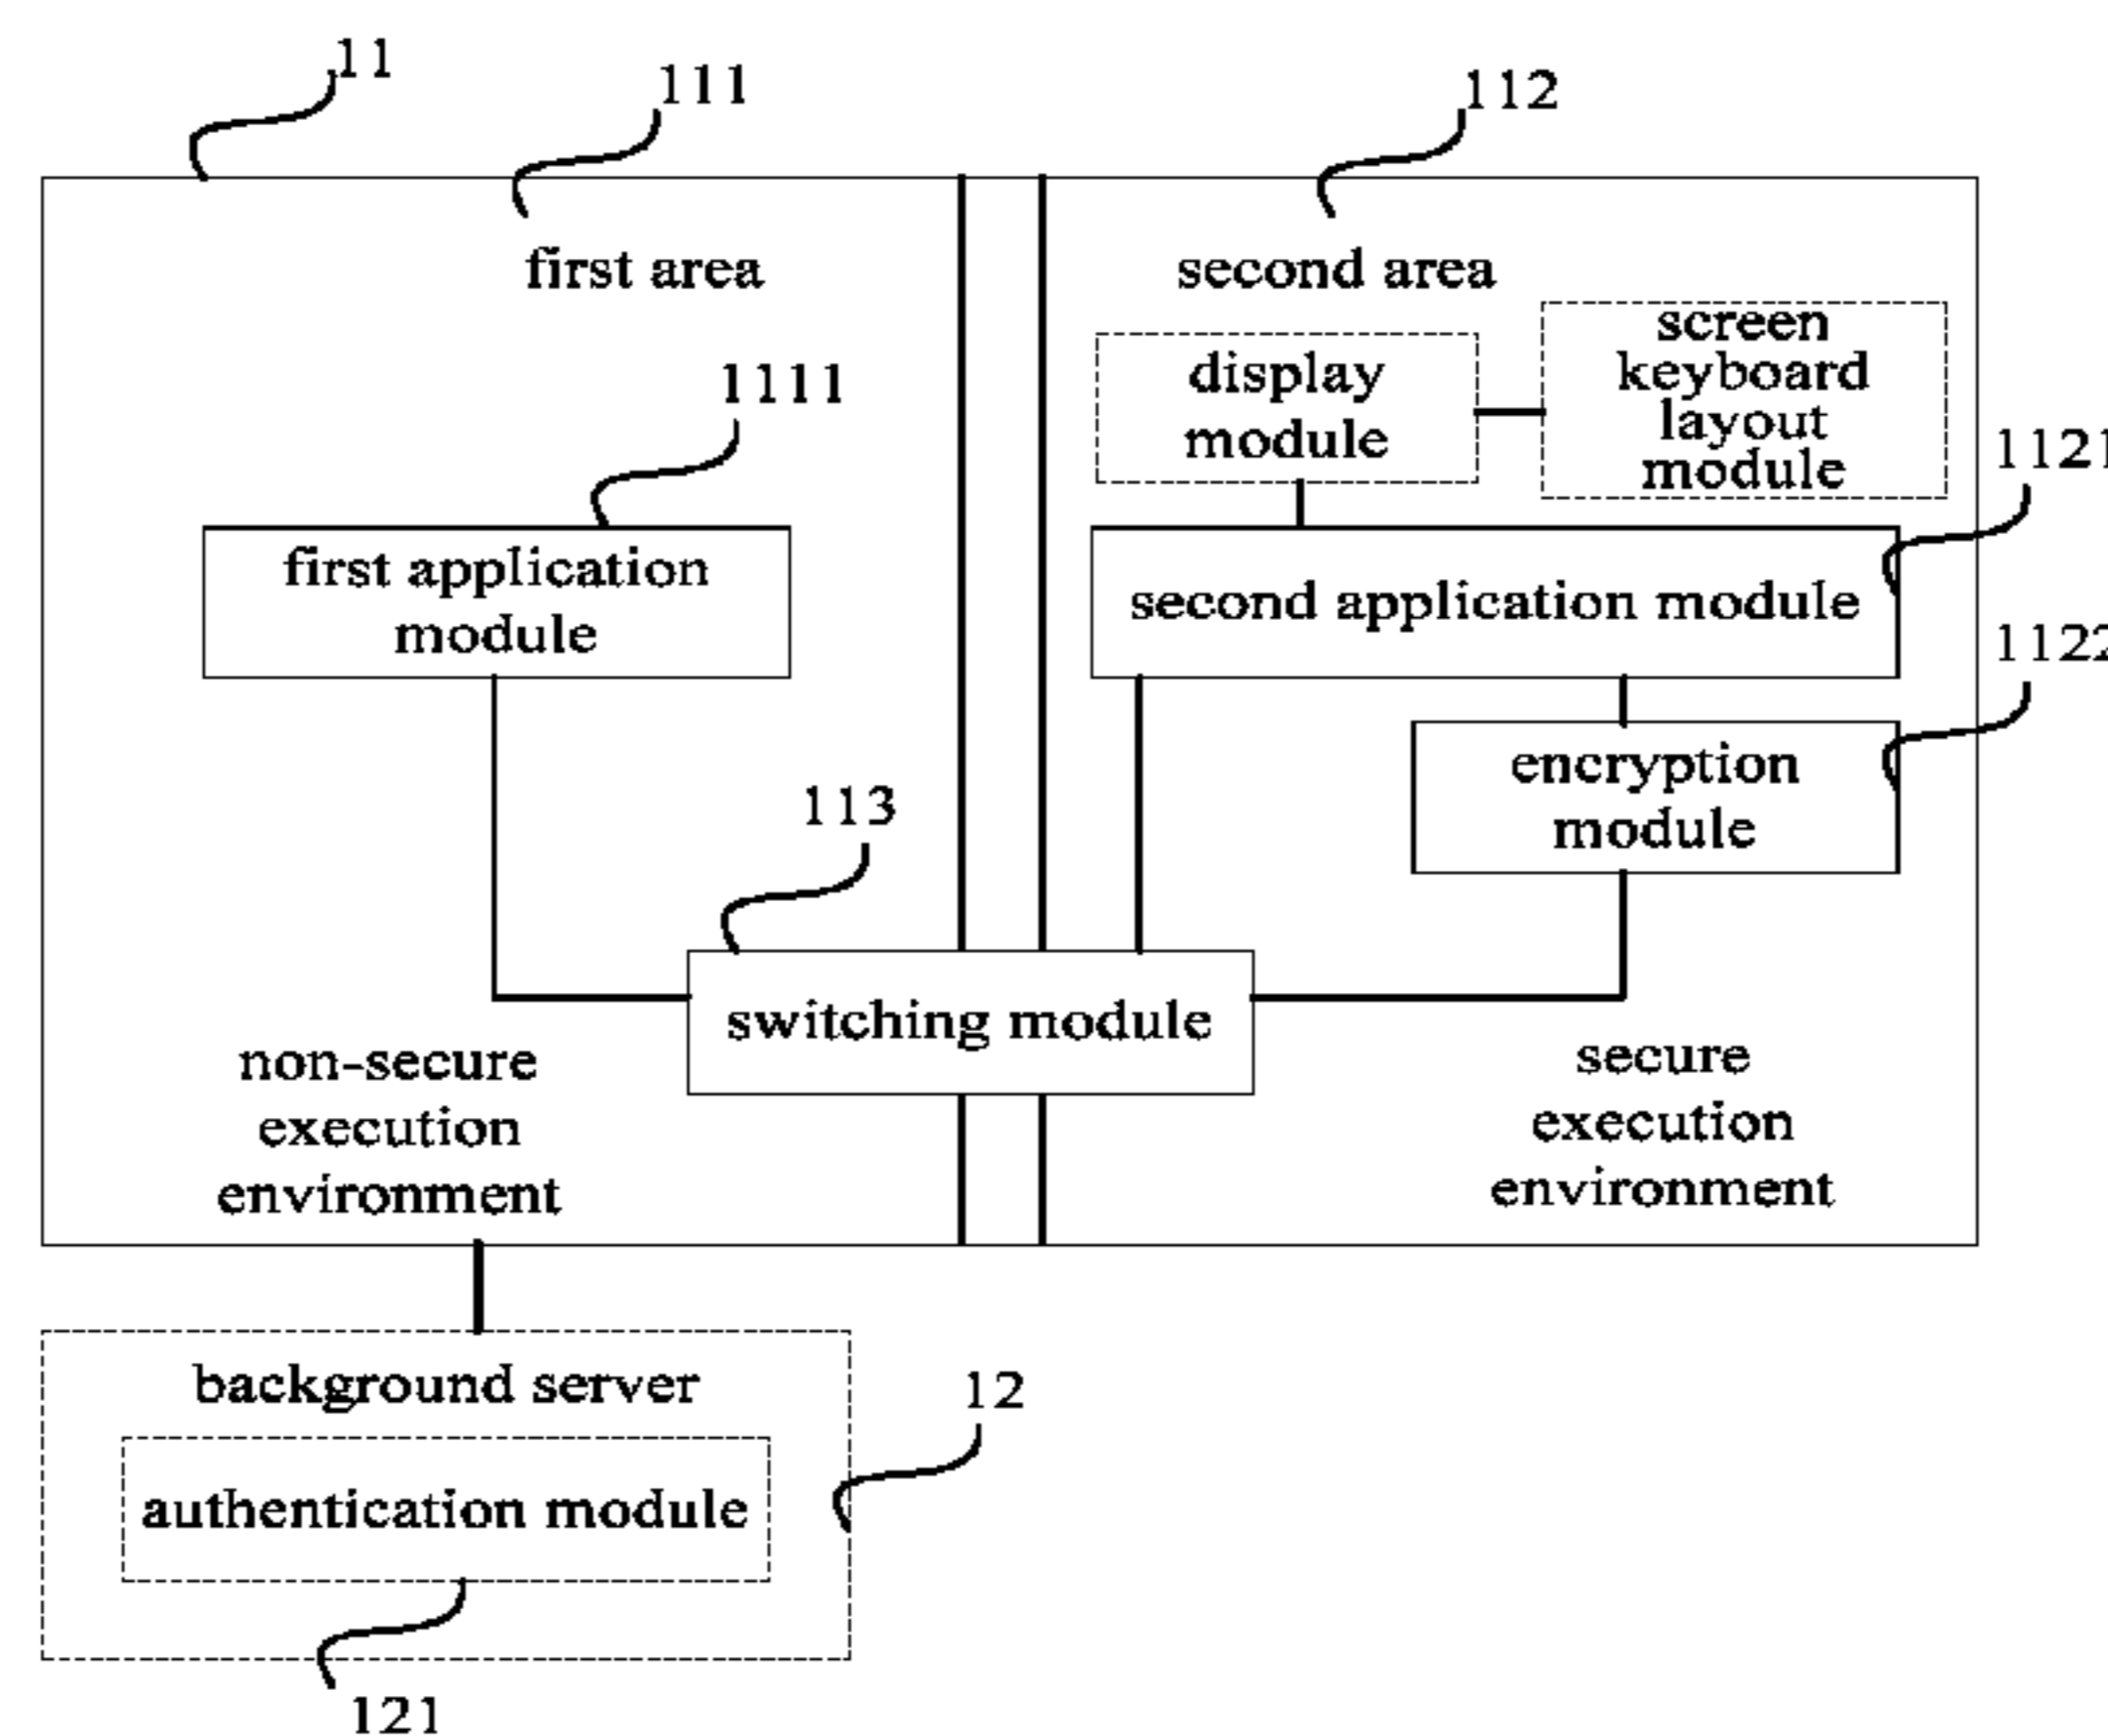 11
111
112
first area
second area
1111
display
module
screen
keyboard
layout
module
1121
first application
module
second application module
1122
encryption
module
113
switching module
non-secure
execution
environment
secure
execution
environment
background server
12
authentication module
121